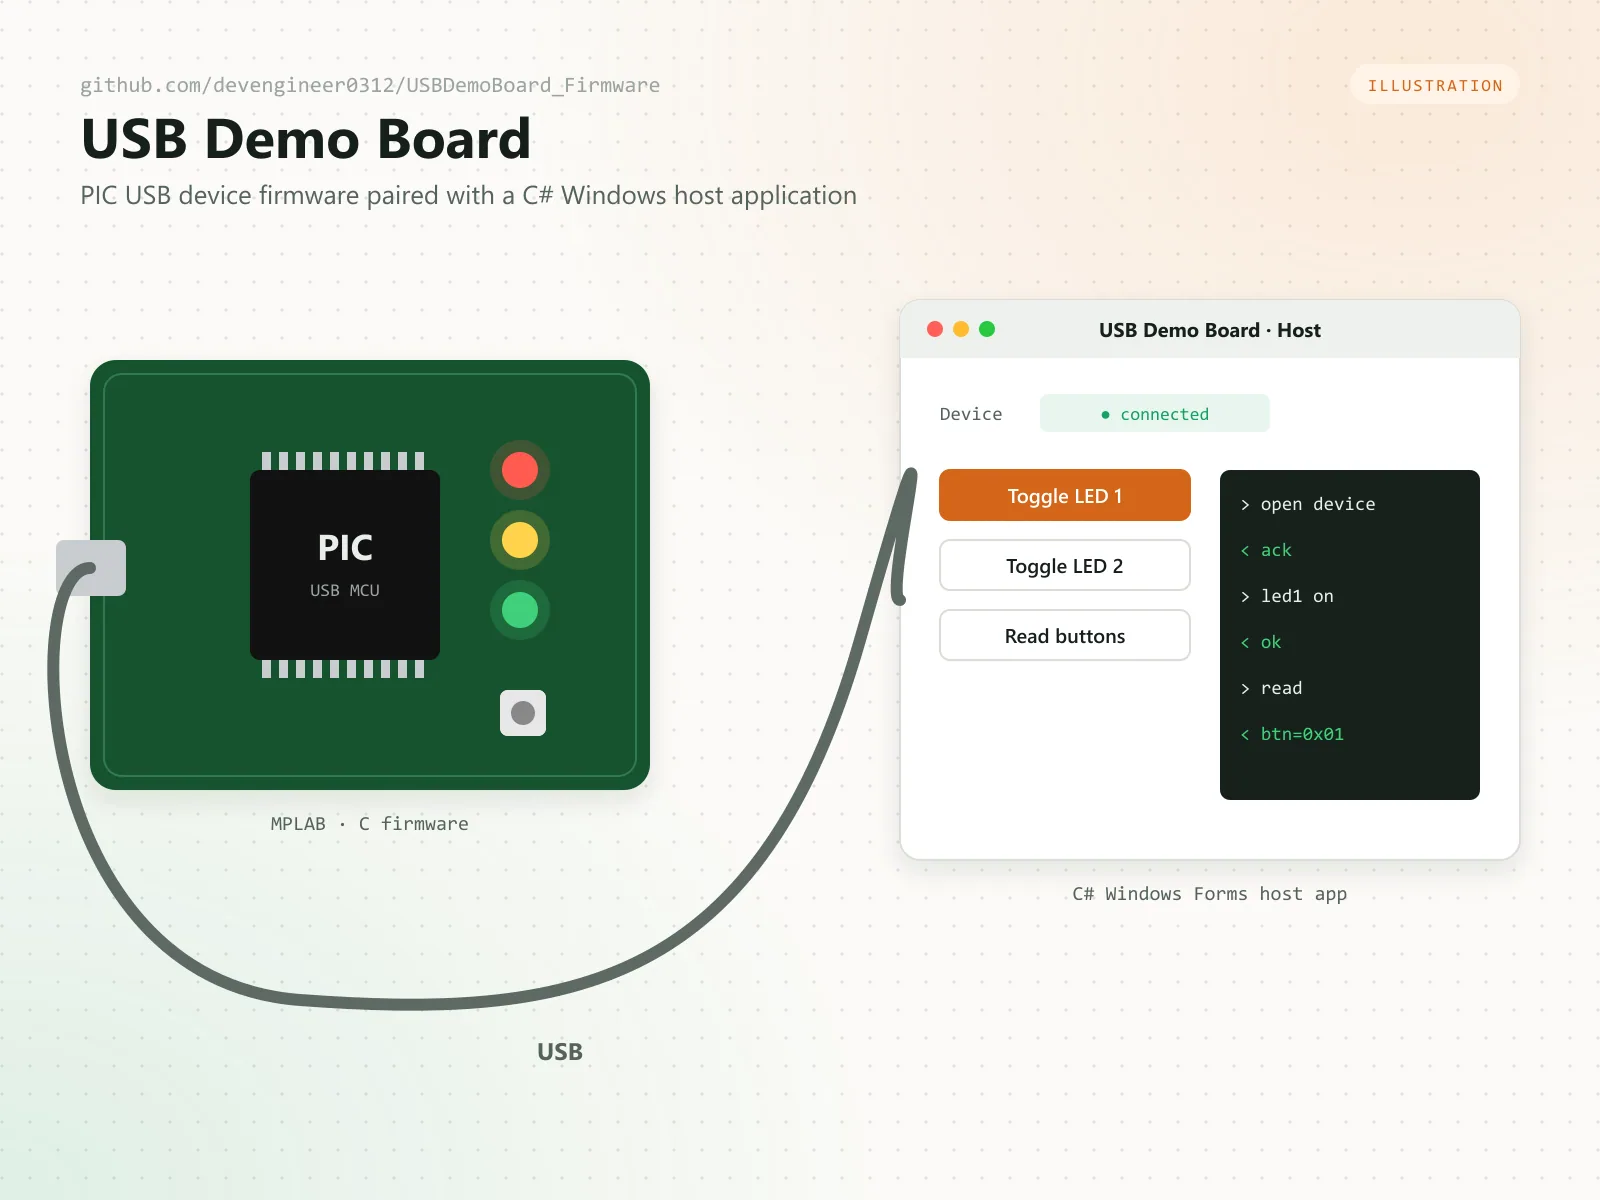 github.com/devengineer0312/USBDemoBoard_Firmware
ILLUSTRATION
USB Demo Board
PIC USB device firmware paired with a C# Windows host application
PIC
USB MCU
MPLAB · C firmware
USB
USB Demo Board · Host
Device
● connected
Toggle LED 1
Toggle LED 2
Read buttons
> open device
< ack
> led1 on
< ok
> read
< btn=0x01
C# Windows Forms host app